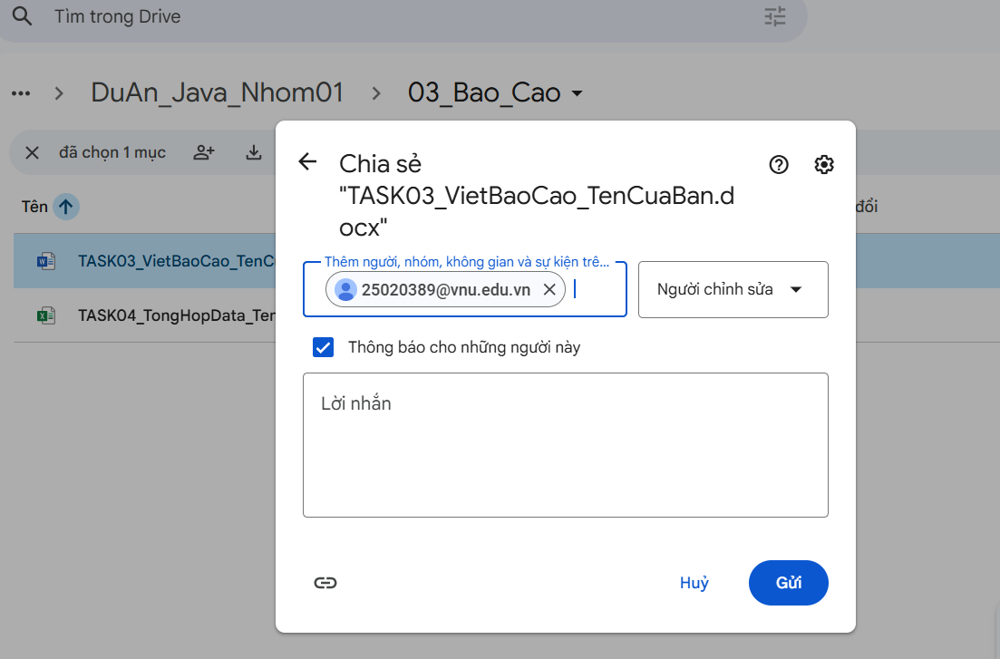 Tìm trong Drive
... > DuAn_Java_Nhom01 > 03_Bao_Cao
đã chọn 1 mục
Tên
đổi
TASK03_VietBaoCao_TenC
TASK04_TongHopData_Ten
Chia sẻ
"TASK03_VietBaoCao_TenCuaBan.d
ocx"
Thêm người, nhóm, không gian và sự kiện trê...
25020389@vnu.edu.vn
Người chỉnh sửa
Thông báo cho những người này
Lời nhắn
Huỷ
Gửi